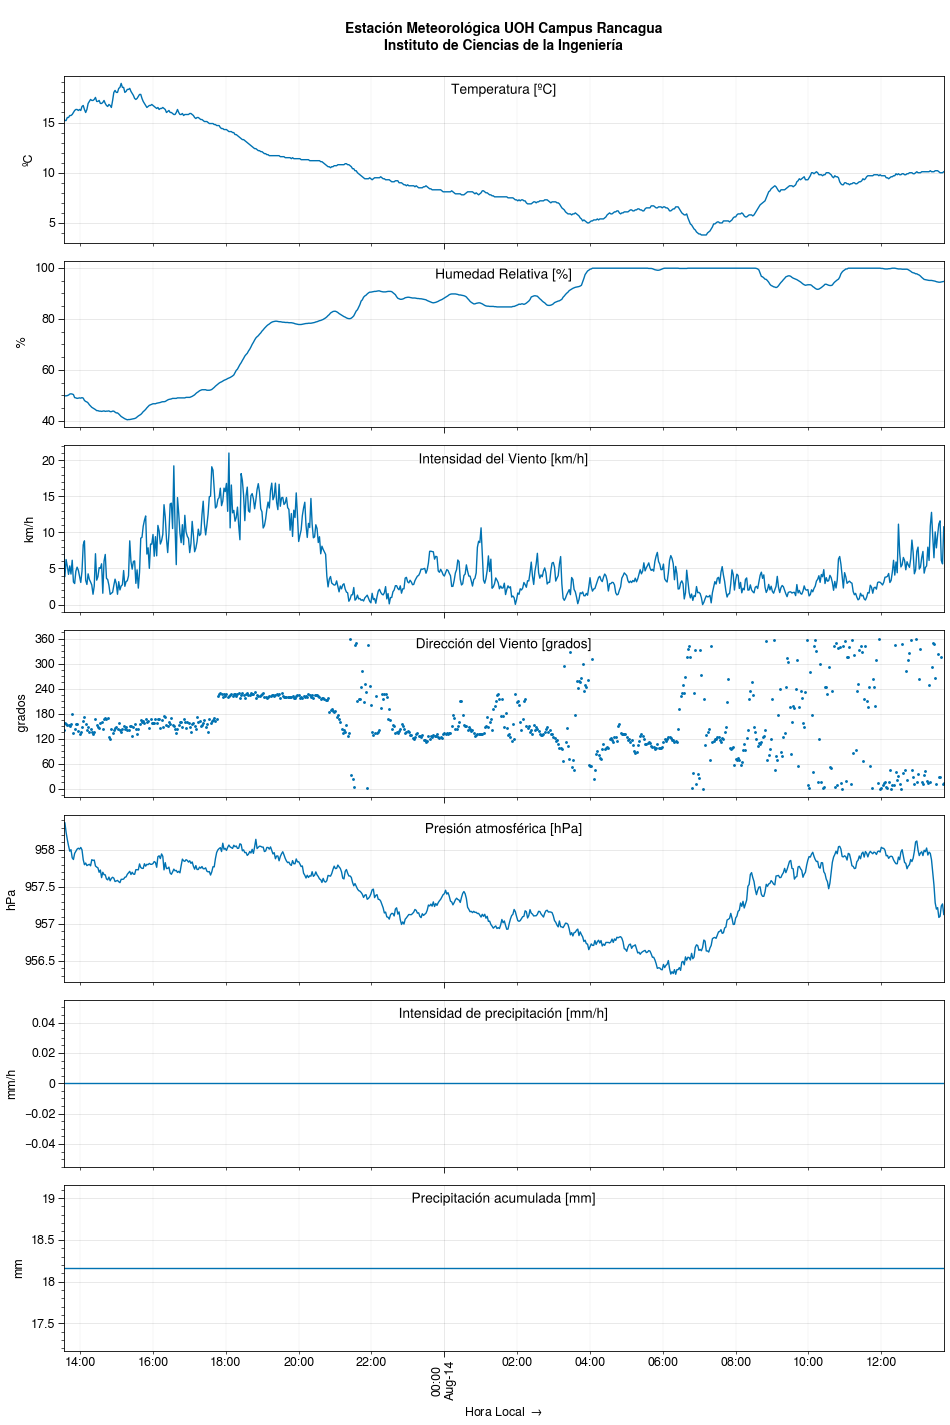 Estación Meteorológica UOH Campus Rancagua
Instituto de Ciencias de la Ingeniería
Temperatura [ºC]
ºC
15
10
5
Humedad Relativa [%]
%
100
80
60
40
Intensidad del Viento [km/h]
km/h
20
15
10
5
0
Dirección del Viento [grados]
grados
360
300
240
180
120
60
0
Presión atmosférica [hPa]
hPa
958
957.5
957
956.5
Intensidad de precipitación [mm/h]
mm/h
0.04
0.02
0
−0.02
−0.04
Precipitación acumulada [mm]
mm
19
18.5
18
17.5
14:00 16:00 18:00 20:00 22:00 00:00 02:00 04:00 06:00 08:00 10:00 12:00
Aug-14
Hora Local →